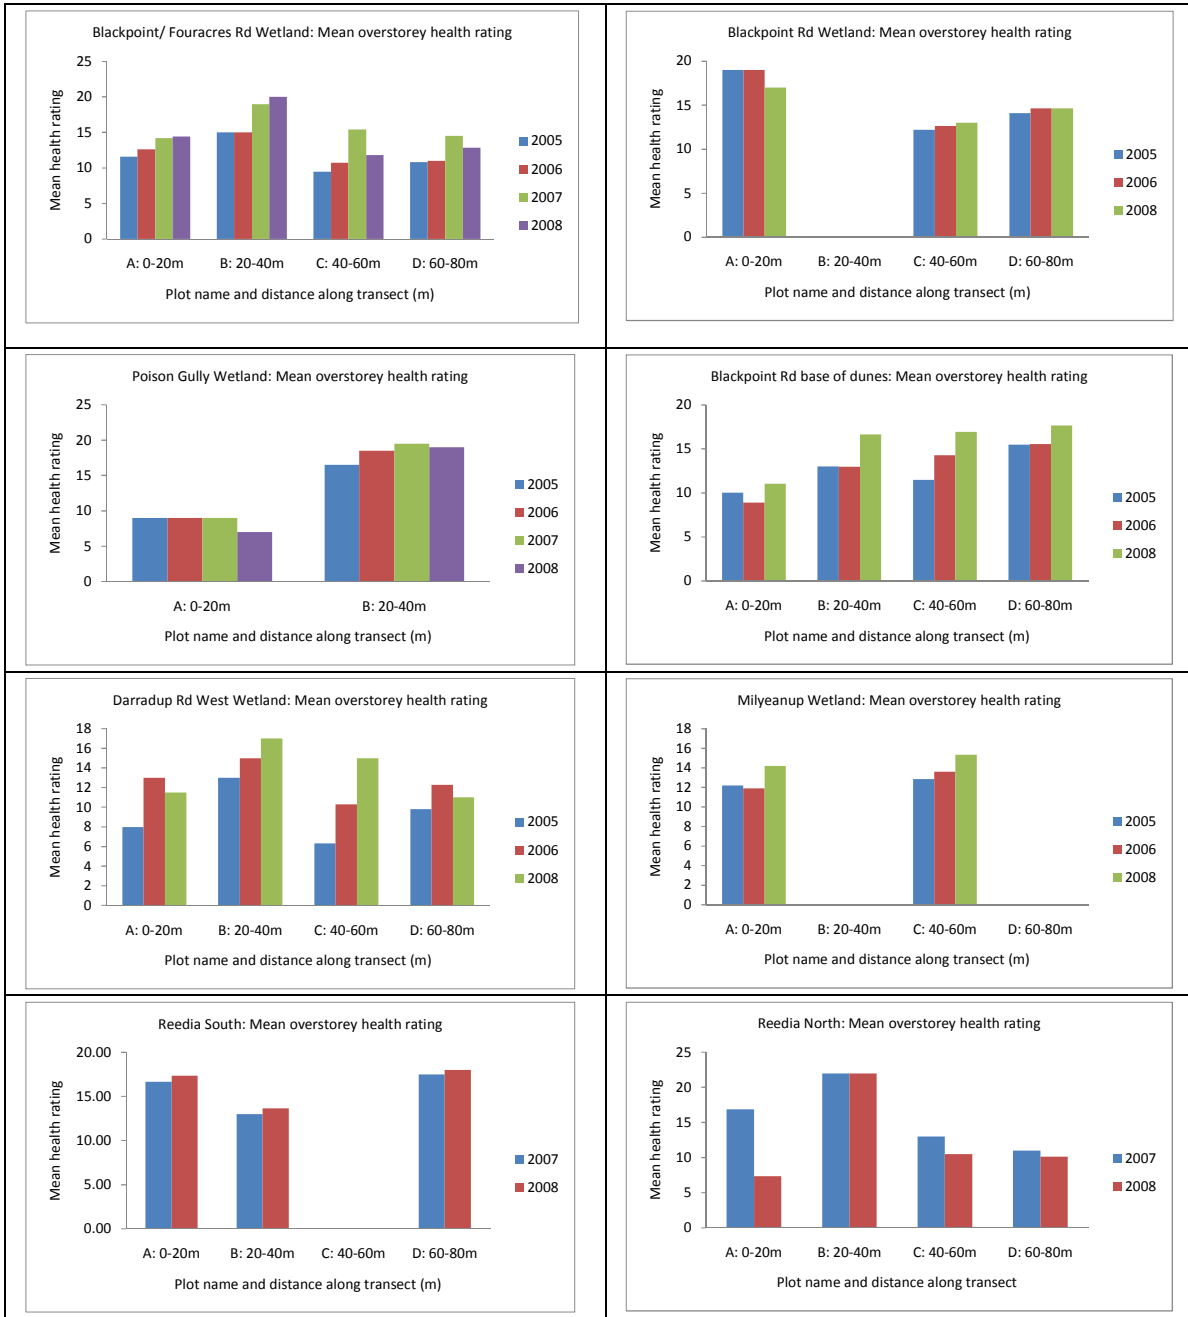 Blackpoint/ Fouracres Rd Wetland: Mean overstorey health rating
Mean health rating
25
20
15
10
5
0
A: 0-20m B: 20-40m C: 40-60m D: 60-80m
Plot name and distance along transect (m)
2005
2006
2007
2008
Blackpoint Rd Wetland: Mean overstorey health rating
Mean health rating
20
15
10
5
0
A: 0-20m B: 20-40m C: 40-60m D: 60-80m
Plot name and distance along transect (m)
2005
2006
2008
Poison Gully Wetland: Mean overstorey health rating
Mean health rating
25
20
15
10
5
0
A: 0-20m B: 20-40m
Plot name and distance along transect (m)
2005
2006
2007
2008
Blackpoint Rd base of dunes: Mean overstorey health rating
Mean health rating
20
15
10
5
0
A: 0-20m B: 20-40m C: 40-60m D: 60-80m
Plot name and distance along transect (m)
2005
2006
2008
Darradup Rd West Wetland: Mean overstorey health rating
Mean health rating
18
16
14
12
10
8
6
4
2
0
A: 0-20m B: 20-40m C: 40-60m D: 60-80m
Plot name and distance along transect (m)
2005
2006
2008
Milyeanup Wetland: Mean overstorey health rating
Mean health rating
18
16
14
12
10
8
6
4
2
0
A: 0-20m B: 20-40m C: 40-60m D: 60-80m
Plot name and distance along transect (m)
2005
2006
2008
Reedia South: Mean overstorey health rating
Mean health rating
20.00
15.00
10.00
5.00
0.00
A: 0-20m B: 20-40m C: 40-60m D: 60-80m
Plot name and distance along transect (m)
2007
2008
Reedia North: Mean overstorey health rating
Mean health rating
25
20
15
10
5
0
A: 0-20m B: 20-40m C: 40-60m D: 60-80m
Plot name and distance along transect
2007
2008